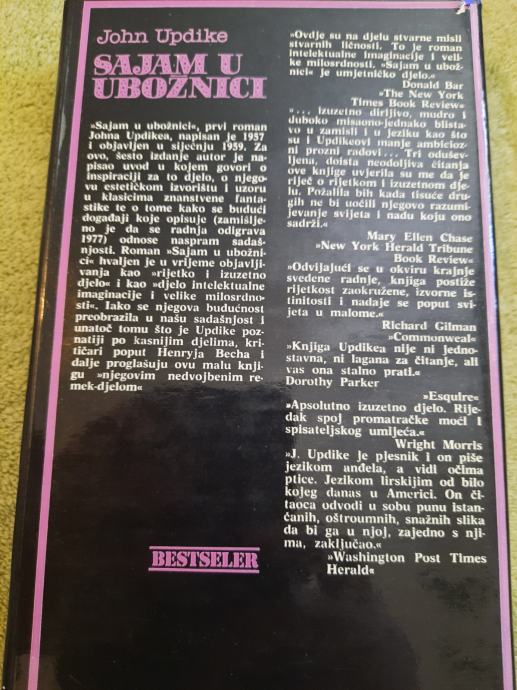 John Updike
SAJAM U
UBOŽNICI
»Sajam u ubožnici«, prvi roman
Johna Updikea, napisan je 1957
i objavljen u siječnju 1959. Za
ovo, šesto izdanje autor je na-
pisao uvod u kojem govori o
inspiraciji za to djelo, o njego-
vu estetičkom izvorištu i uzoru
u klasicima znanstvene fanta-
stike te o tome kako se budući
događaji koje opisuje (zamišlje-
no je da se radnja odigrava
1977) odnose naspram sadaš-
njosti. Roman »Sajam u ubožni-
ci« hvaljen je u vrijeme objavlji-
vanja kao »rijetko i izuzetno
djelo« i kao »djelo intelektualne
imaginacije i velike milosrdno-
sti«. Iako se njegova budućnost
preobrazila u našu sadašnjost i
unatoč tomu što je Updike poz-
natiji po kasnijim djelima, kri-
tičari poput Henryja Becha i
dalje proglašuju ovu malu knji-
gu »njegovim nedvojbenim re-
mek-djelom«
BESTSELER
»Ovdje su na djelu stvarne misli
stvarnih ličnosti. To je roman
intelektualne imaginacije i veli-
ke milosrdnosti. »Sajam u ubož-
nici« je umjetničko djelo.«
Donald Bar
»The New York
Times Book Review«
»... izuzetno dirljivo, mudro i
duboko misaono-jednako blista-
vo u zamisli i u jeziku kao što
su i Updikeovi manje ambicioz-
ni prozni radovi... Tri odušev-
ljena, doista neodoljiva čitanja
ove knjige uvjerila su me da je
riječ o rijetkom i izuzetnom dje-
lu. Požalila bih kada tisuće dru-
gih ne bi uočili njegovo razumi-
jevanje svijeta i nadu koju ono
sadrži.«
Mary Ellen Chase
»New York Herald Tribune
Book Review«
»Odvijajući se u okviru krajnje
svedene radnje, knjiga postiže
rijetkost zaokružene, izvorne is-
tinitosti i nadaje se poput svi-
jeta u malome.«
Richard Gilman
»Commonweal«
»Knjiga Updikea nije ni jedno-
stavna, ni lagana za čitanje, ali
vas ona stalno prati.«
Dorothy Parker
»Esquire«
»Apsolutno izuzetno djelo. Rije-
dak spoj promatračke moći i
spisateljskog umijeća.«
Wright Morris
»J. Updike je pjesnik i on piše
jezikom anđela, a vidi očima
ptice. Jezikom lirskijim od bilo
kojeg danas u Americi. On či-
taoca odvodi u sobu punu istan-
čanih, oštroumnih, snažnih slika
da bi ga u njoj, zajedno s nji-
ma, zaključao.«
»Washington Post Times
Herald«